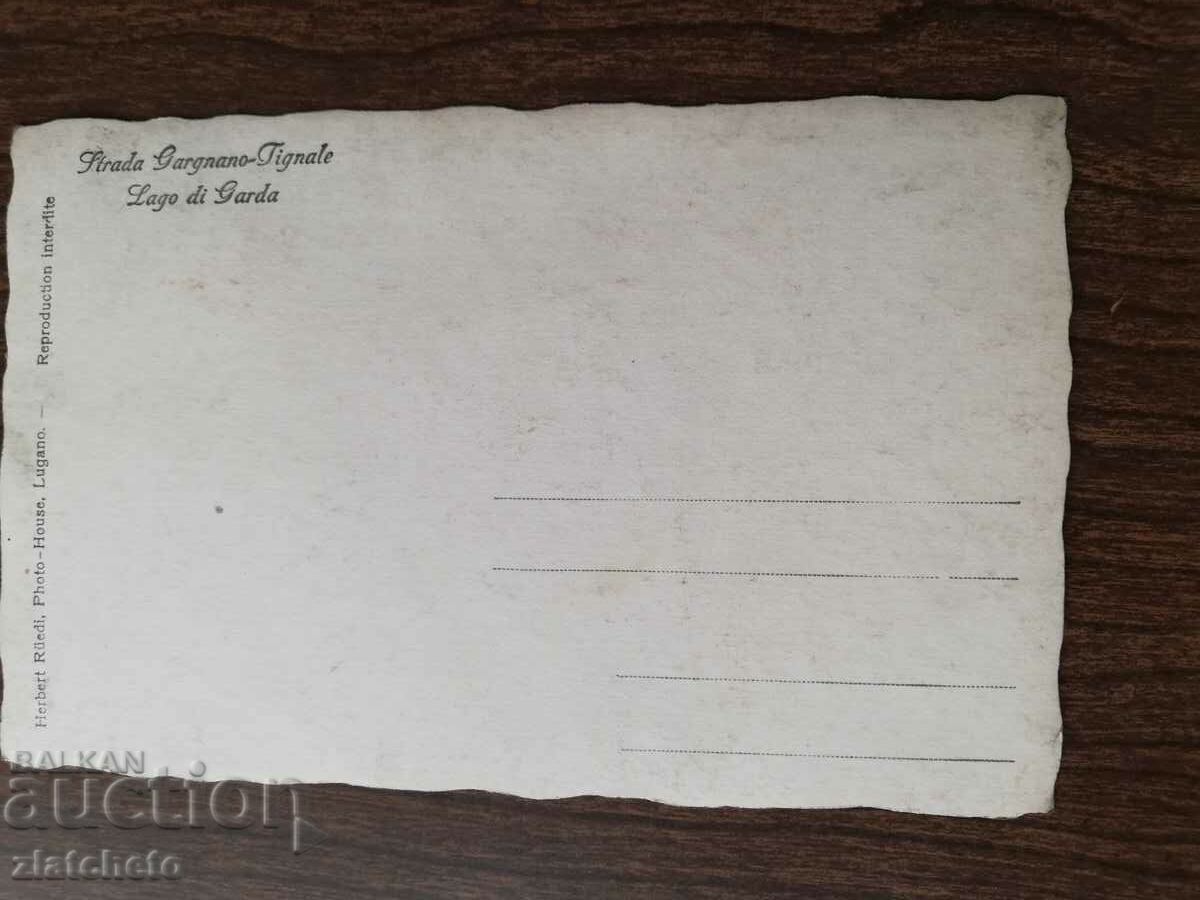 Strada Gargnano-Tignale
Lago di Garda
Herbert Rüedi, Photo-House, Lugano. — Reproduction interdite
BALKAN
auction
zlatchefo